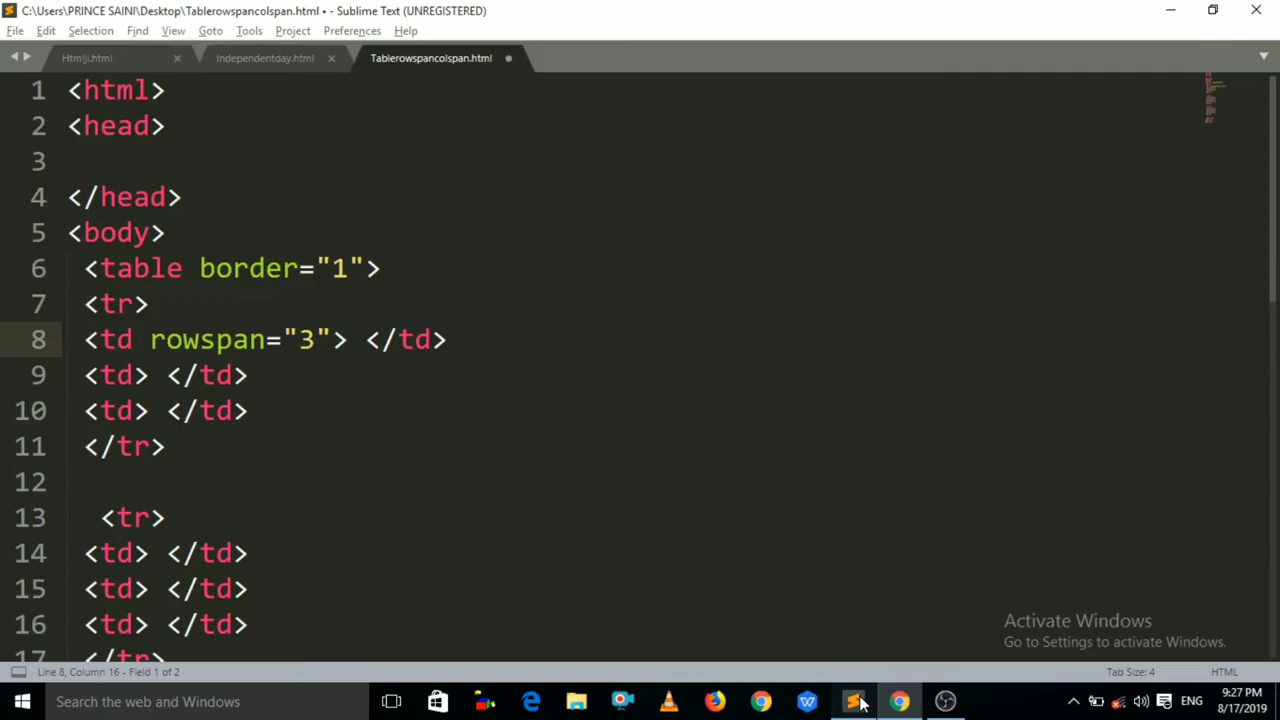 C:\Users\PRINCE SAINI\Desktop\Tablerowspancolspan.html • - Sublime Text (UNREGISTERED)
File Edit Selection Find View Goto Tools Project Preferences Help
Htmlji.html Independentday.html Tablerowspancolspan.html
1 <html>
2 <head>
3
4 </head>
5 <body>
6 <table border="1">
7 <tr>
8 <td rowspan="3"> </td>
9 <td> </td>
10 <td> </td>
11 </tr>
12
13 <tr>
14 <td> </td>
15 <td> </td>
16 <td> </td>
17 </tr>
Activate Windows
Go to Settings to activate Windows.
Line 8, Column 16 - Field 1 of 2 Tab Size: 4 HTML
Search the web and Windows ENG 9:27 PM
8/17/2019